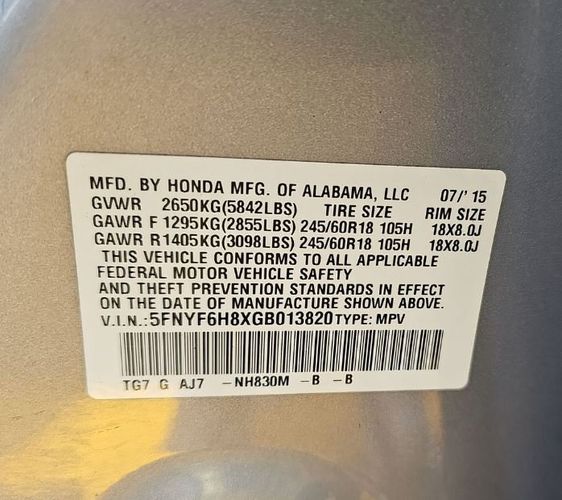 MFD. BY HONDA MFG. OF ALABAMA, LLC 07/'15
GVWR 2650KG(5842LBS) TIRE SIZE RIM SIZE
GAWR F 1295KG(2855LBS) 245/60R18 105H 18X8.0J
GAWR R1405KG(3098LBS) 245/60R18 105H 18X8.0J
THIS VEHICLE CONFORMS TO ALL APPLICABLE
FEDERAL MOTOR VEHICLE SAFETY
AND THEFT PREVENTION STANDARDS IN EFFECT
ON THE DATE OF MANUFACTURE SHOWN ABOVE.
V.I.N.:5FNYF6H8XGB013820 TYPE: MPV
TG7 G AJ7 -NH830M -B -B